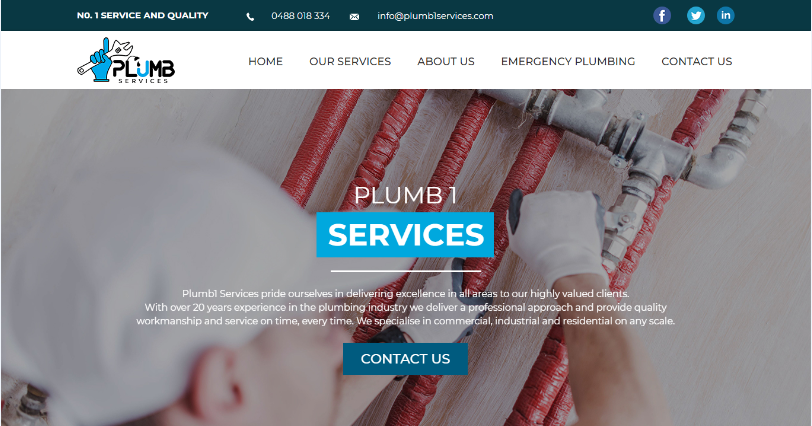 NO. 1 SERVICE AND QUALITY 0488 018 334 info@plumb1services.com
PLUMB
SERVICES
HOME OUR SERVICES ABOUT US EMERGENCY PLUMBING CONTACT US
PLUMB 1
SERVICES
Plumb1 Services pride ourselves in delivering excellence in all areas to our highly valued clients.
With over 20 years experience in the plumbing industry we deliver a professional approach and provide quality
workmanship and service on time, every time. We specialise in commercial, industrial and residential on any scale.
CONTACT US